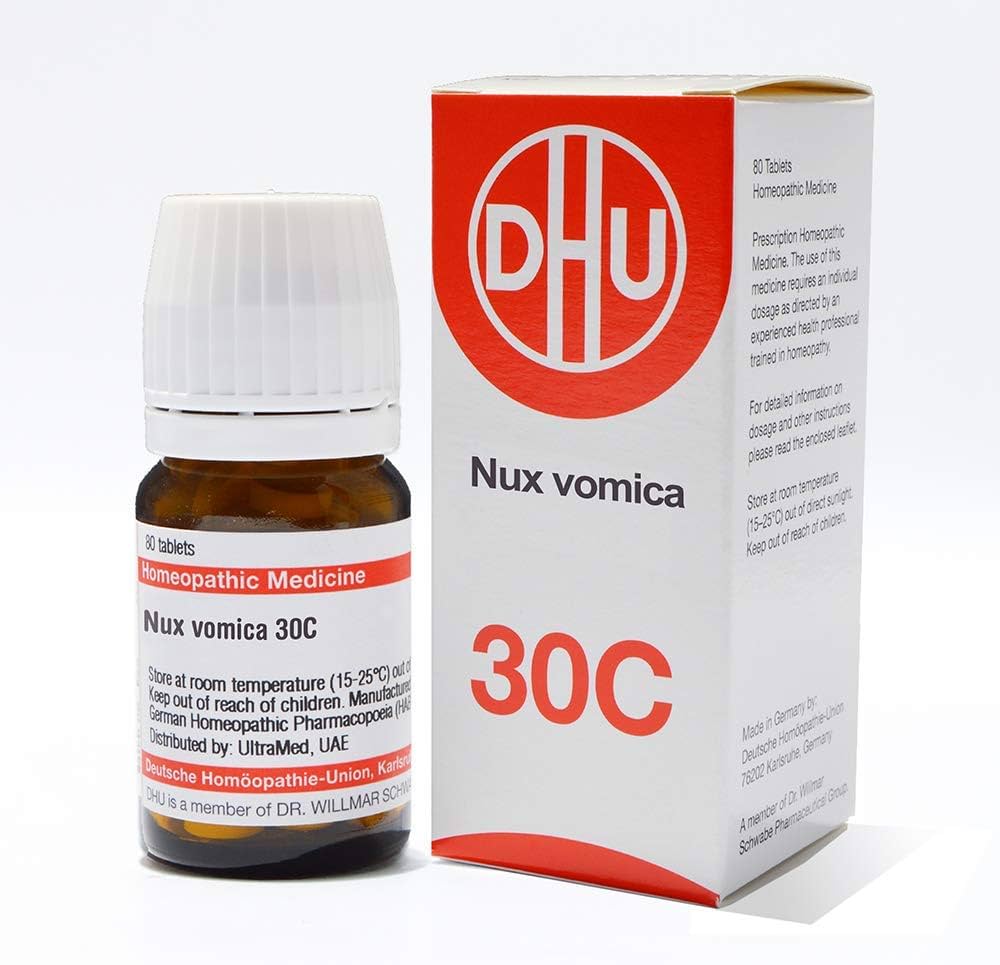 80 tablets
Homeopathic Medicine
Nux vomica 30C
Store at room temperature (15-25°C) out
Keep out of reach of children. Manufactured
German Homeopathic Pharmacopoeia
Distributed by: UltraMed, UAE
Deutsche Homöopathie-Union,
DHU is a member of DR. WILLMAR
DHU
Nux vomica
30C
80 Tablets
Homeopathic Medicine
Prescription Homeopathic
Medicine. The use of this
medicine requires an individual
dosage as directed by an
experienced health professional
trained in homeopathy.
For detailed information on
dosage and other instructions
please read the enclosed leaflet.
Store at room temperature
(15–25°C) out of direct sunlight.
Keep out of reach of children.
Made in Germany by:
Deutsche Homöopathie-Union
76202 Karlsruhe, Germany
A member of Dr. Willmar
Schwabe Pharmaceutical Group.